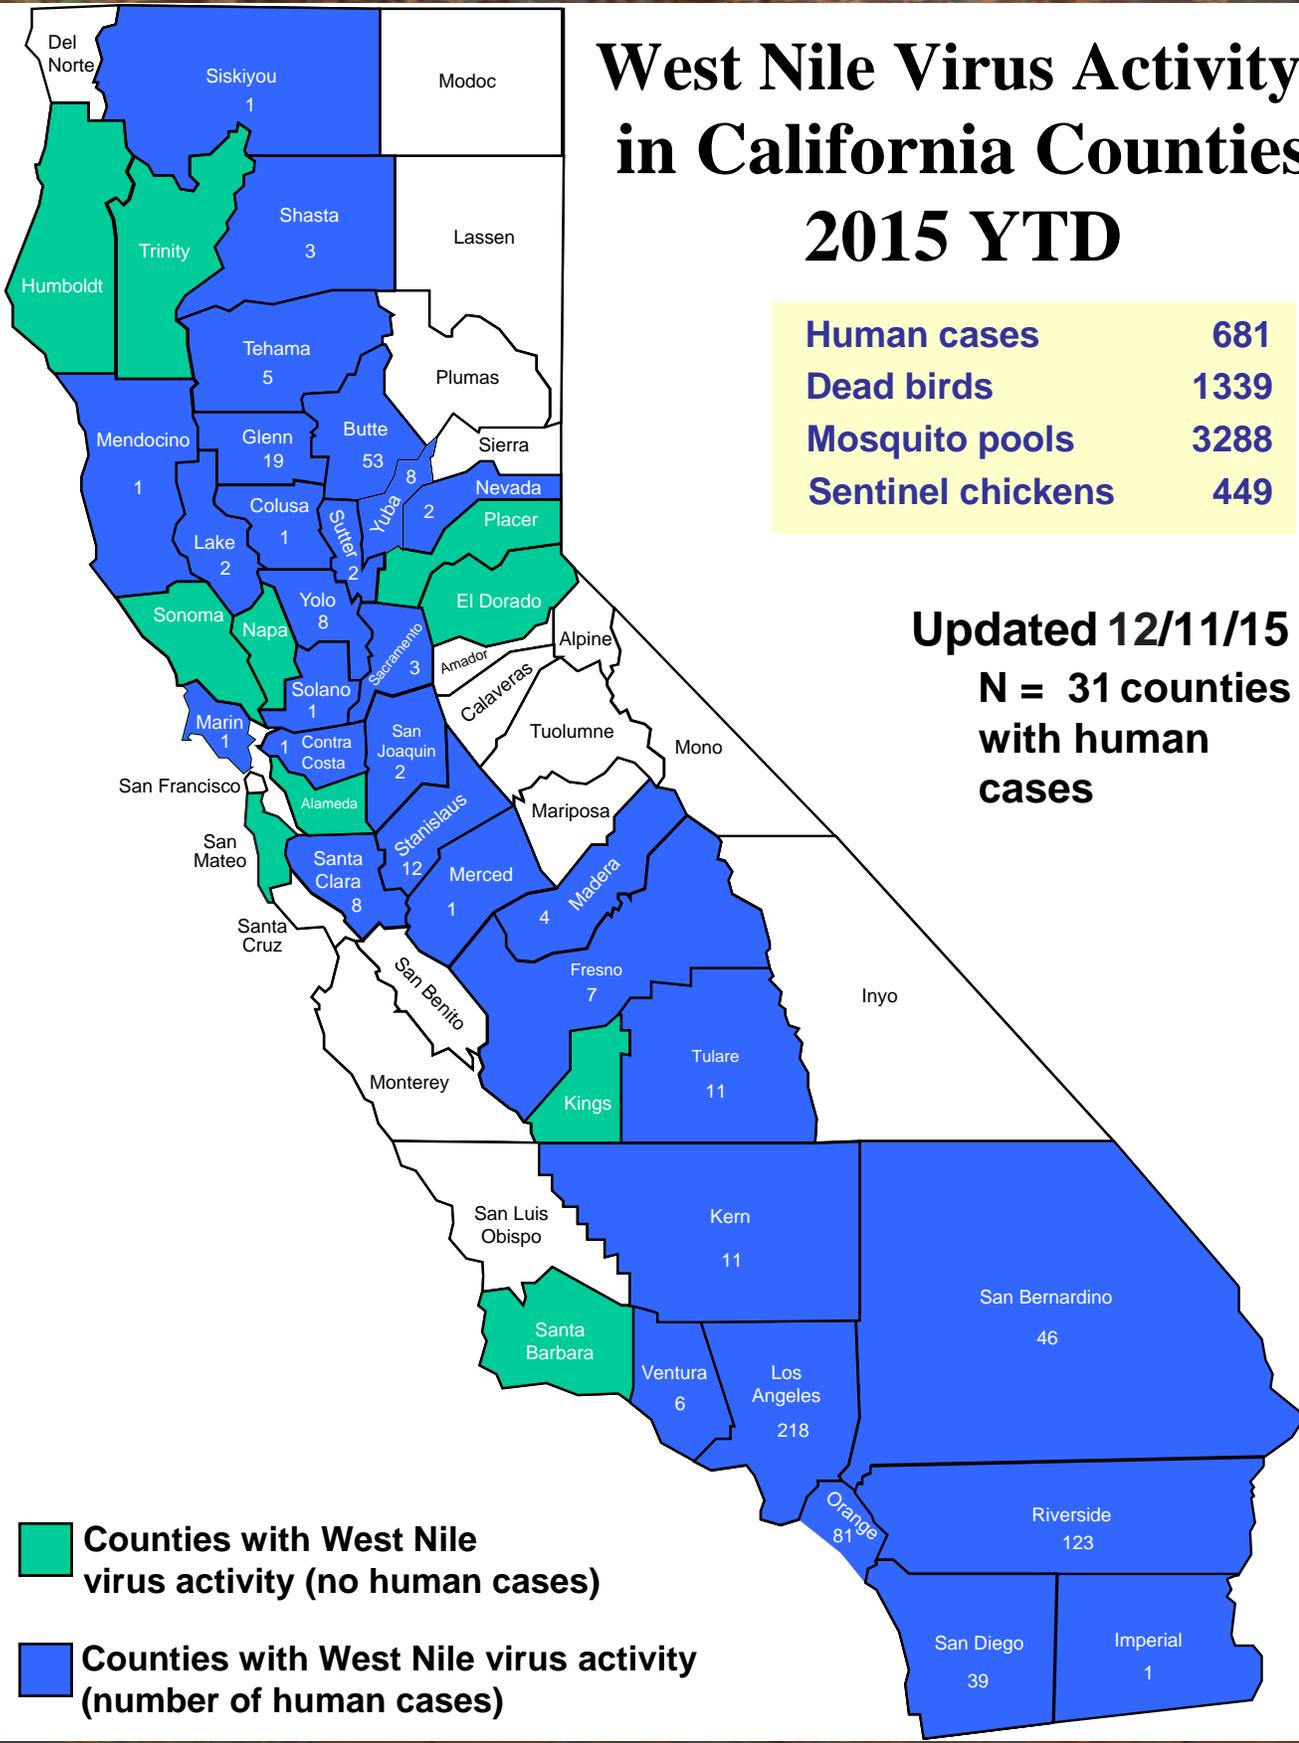 West Nile Virus Activity
in California Counties
2015 YTD
Human cases 681
Dead birds 1339
Mosquito pools 3288
Sentinel chickens 449
Updated 12/11/15
N = 31 counties
with human
cases
Del
Norte
Siskiyou
1
Modoc
Humboldt
Trinity
Shasta
3
Lassen
Tehama
5
Plumas
Mendocino
1
Glenn
19
Butte
53
Sierra
Colusa
1
Sutter
2
Yuba
8
Nevada
2
Placer
Lake
2
El Dorado
Sonoma
Napa
Yolo
8
Sacramento
3
Amador
Alpine
Calaveras
Solano
1
Marin
1
Contra
Costa
1
San
Joaquin
2
Tuolumne
Mono
San Francisco
Alameda
Stanislaus
12
Mariposa
San
Mateo
Santa
Clara
8
Merced
1
Madera
4
Santa
Cruz
San Benito
Fresno
7
Inyo
Monterey
Kings
Tulare
11
San Luis
Obispo
Kern
11
San Bernardino
46
Santa
Barbara
Ventura
6
Los
Angeles
218
Orange
81
Riverside
123
San Diego
39
Imperial
1
Counties with West Nile
virus activity (no human cases)
Counties with West Nile virus activity
(number of human cases)